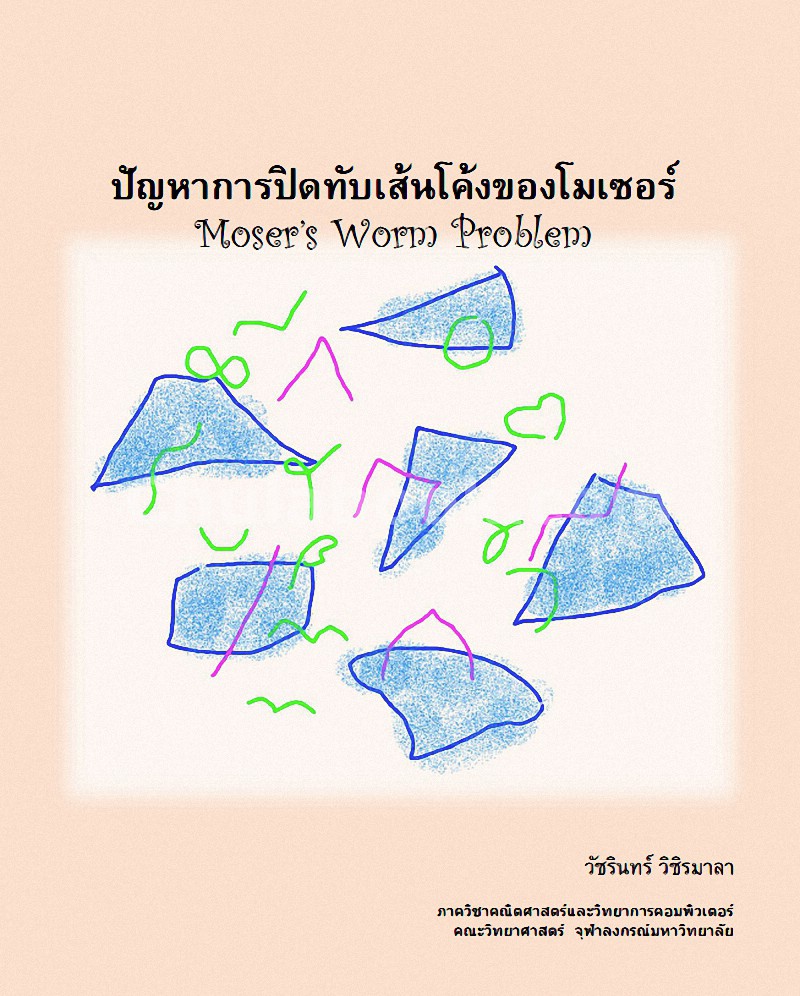 ปัญหาการปิดทับเส้นโค้งของโมเซอร์
Moser's Worm Problem
วัชรินทร์ วิชิรมาลา
ภาควิชาคณิตศาสตร์และวิทยาการคอมพิวเตอร์
คณะวิทยาศาสตร์ จุฬาลงกรณ์มหาวิทยาลัย